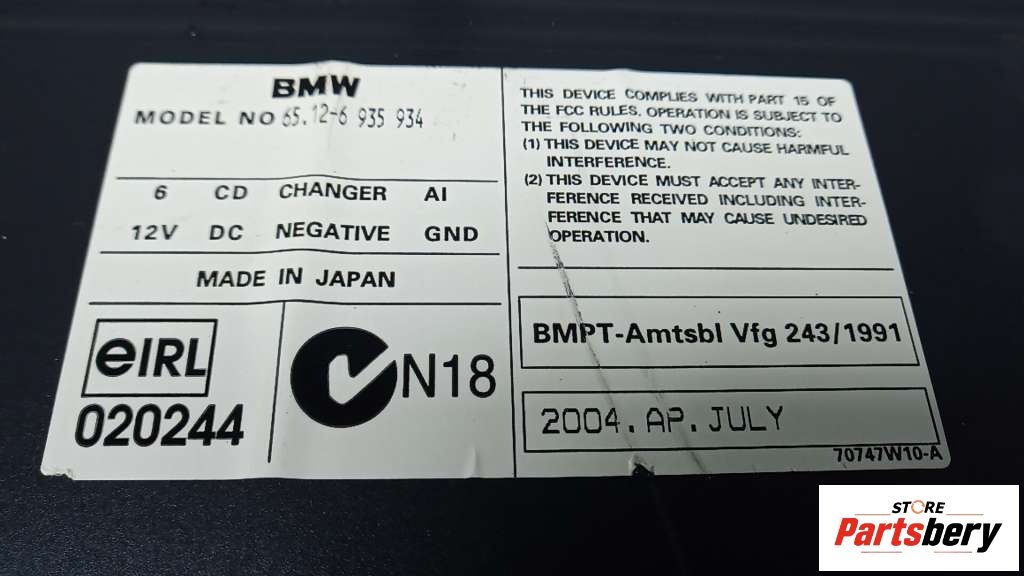 BMW
MODEL NO 65.12-6 935 934
6 CD CHANGER AI
12V DC NEGATIVE GND
MADE IN JAPAN
eIRL
020244
N18
THIS DEVICE COMPLIES WITH PART 15 OF
THE FCC RULES. OPERATION IS SUBJECT TO
THE FOLLOWING TWO CONDITIONS:
(1) THIS DEVICE MAY NOT CAUSE HARMFUL
INTERFERENCE.
(2) THIS DEVICE MUST ACCEPT ANY INTER-
FERENCE RECEIVED INCLUDING INTER-
FERENCE THAT MAY CAUSE UNDESIRED
OPERATION.
BMPT-Amtsbl Vfg 243/1991
2004.AP.JULY
70747W10-A
STORE
Partsbery